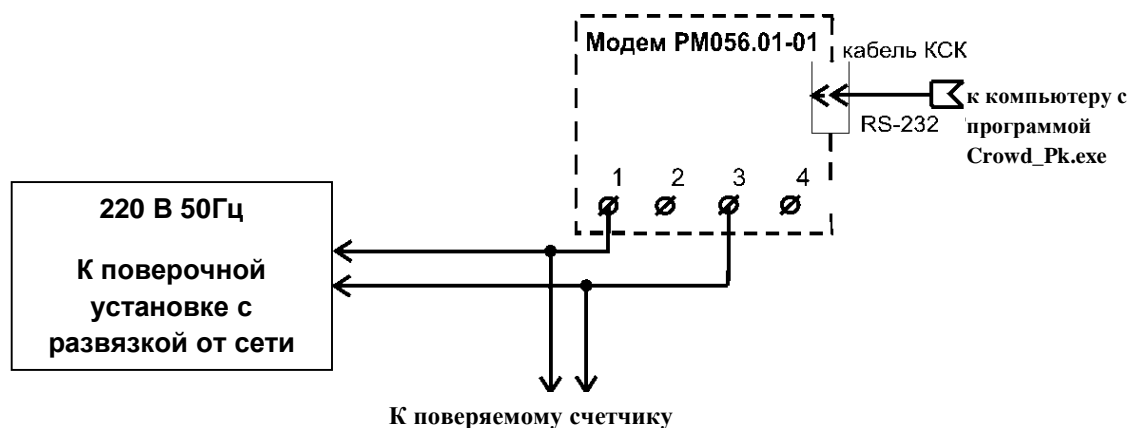 Модем РМ056.01-01
кабель КСК
RS-232
к компьютеру с
программой
Crowd_Pk.exe
1 2 3 4
220 В 50Гц
К поверочной
установке с
развязкой от сети
К поверяемому счетчику